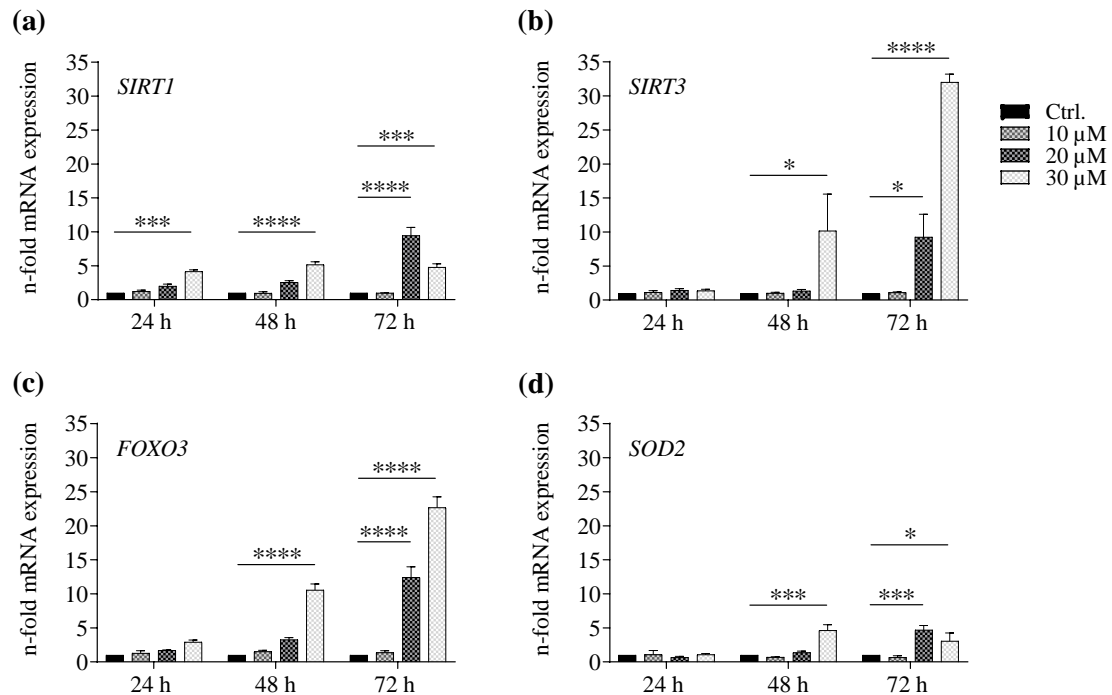 (a)
n-fold mRNA expression
35
30
25
20
15
10
5
0
SIRT1
***
****
***
****
24 h
48 h
72 h
(b)
n-fold mRNA expression
35
30
25
20
15
10
5
0
SIRT3
*
****
*
24 h
48 h
72 h
Ctrl.
10 µM
20 µM
30 µM
(c)
n-fold mRNA expression
35
30
25
20
15
10
5
0
FOXO3
****
****
****
24 h
48 h
72 h
(d)
n-fold mRNA expression
35
30
25
20
15
10
5
0
SOD2
***
*
***
24 h
48 h
72 h